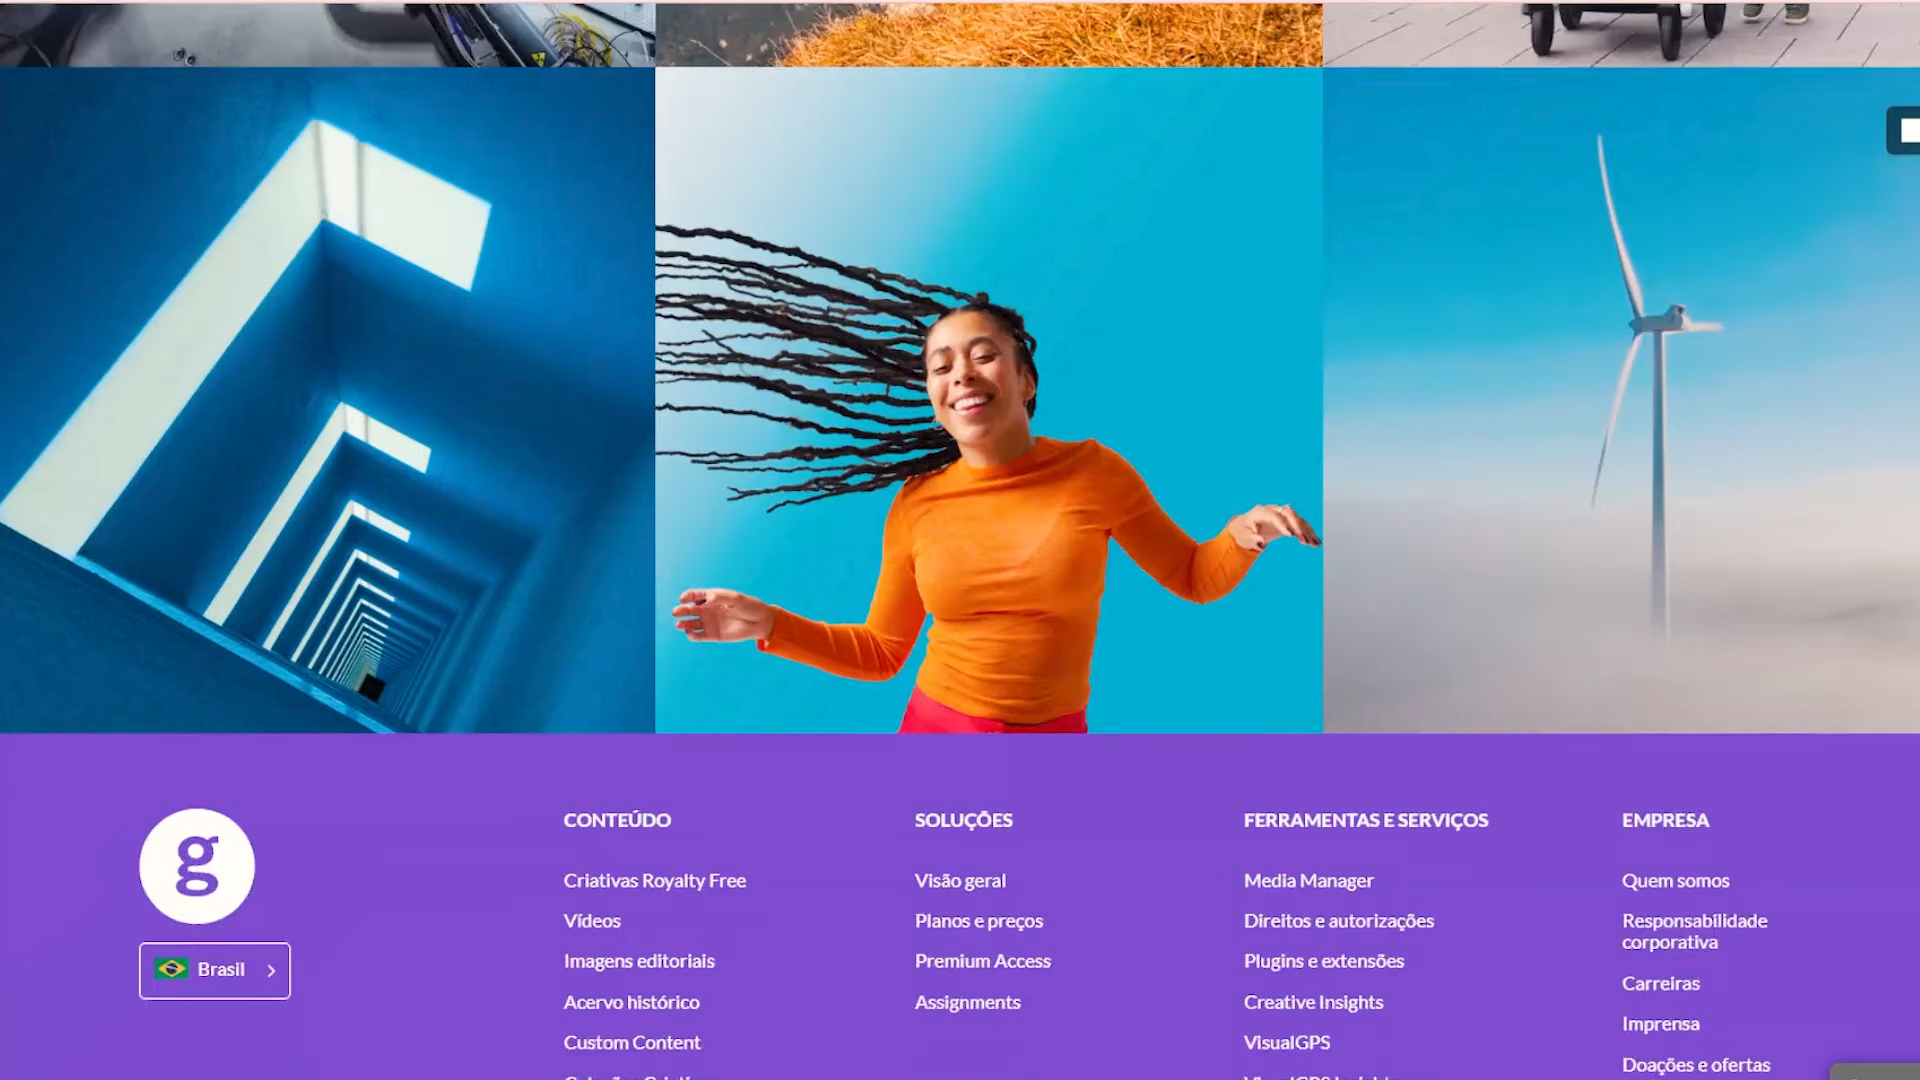 g
Brasil
CONTEÚDO
Criativas Royalty Free
Vídeos
Imagens editoriais
Acervo histórico
Custom Content
SOLUÇÕES
Visão geral
Planos e preços
Premium Access
Assignments
FERRAMENTAS E SERVIÇOS
Media Manager
Direitos e autorizações
Plugins e extensões
Creative Insights
VisualGPS
EMPRESA
Quem somos
Responsabilidade
corporativa
Carreiras
Imprensa
Doações e ofertas